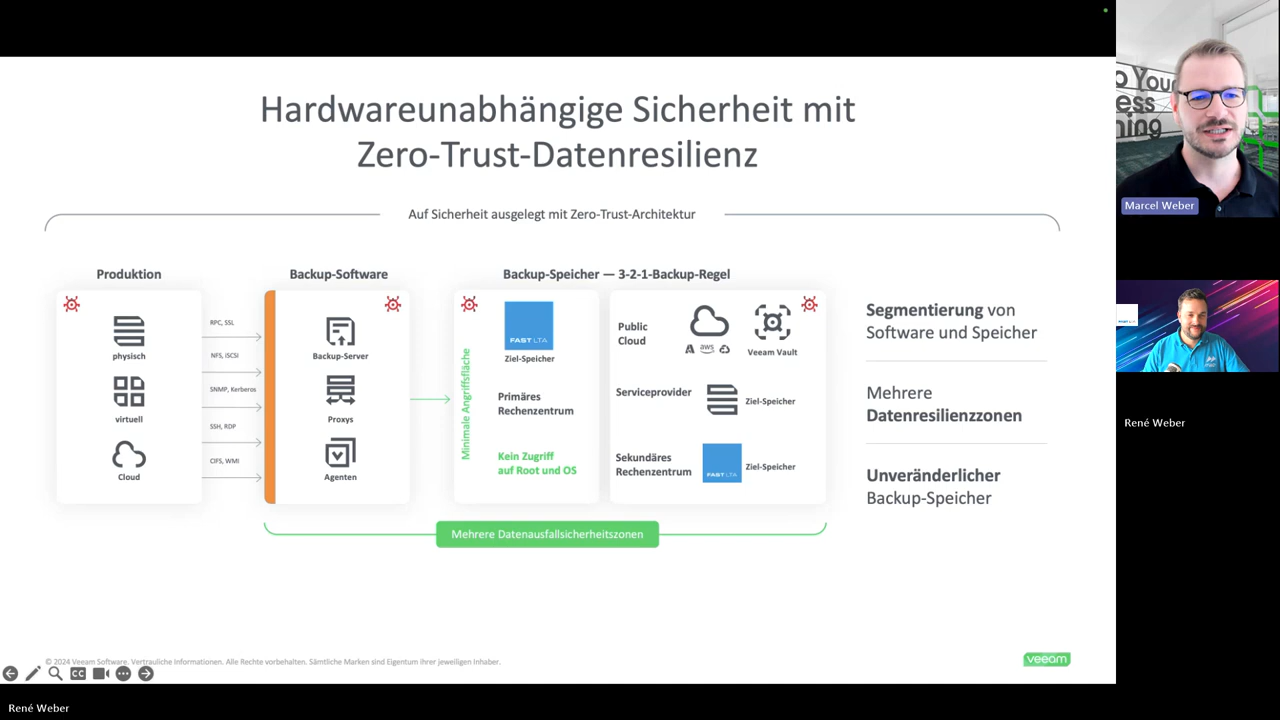 Hardwareunabhängige Sicherheit mit
Zero-Trust-Datenresilienz
Auf Sicherheit ausgelegt mit Zero-Trust-Architektur
Produktion
physisch
virtuell
Cloud
RPC, SSL
NFS, iSCSI
SNMP, Kerberos
SSH, RDP
CIFS, WMI
Backup-Software
Backup-Server
Proxys
Agenten
Backup-Speicher — 3-2-1-Backup-Regel
Minimale Angriffsfläche
FAST LTA
Ziel-Speicher
Primäres
Rechenzentrum
Kein Zugriff
auf Root und OS
Public
Cloud
aws
Veeam Vault
Serviceprovider
Ziel-Speicher
Sekundäres
Rechenzentrum
FAST LTA
Ziel-Speicher
Mehrere Datenausfallsicherheitszonen
Segmentierung von
Software und Speicher
Mehrere
Datenresilienzzonen
Unveränderlicher
Backup-Speicher
© 2024 Veeam Software. Vertrauliche Informationen. Alle Rechte vorbehalten. Sämtliche Marken sind Eigentum ihrer jeweiligen Inhaber.
veeam
CC
o Your
ess
ning
Marcel Weber
René Weber
René Weber